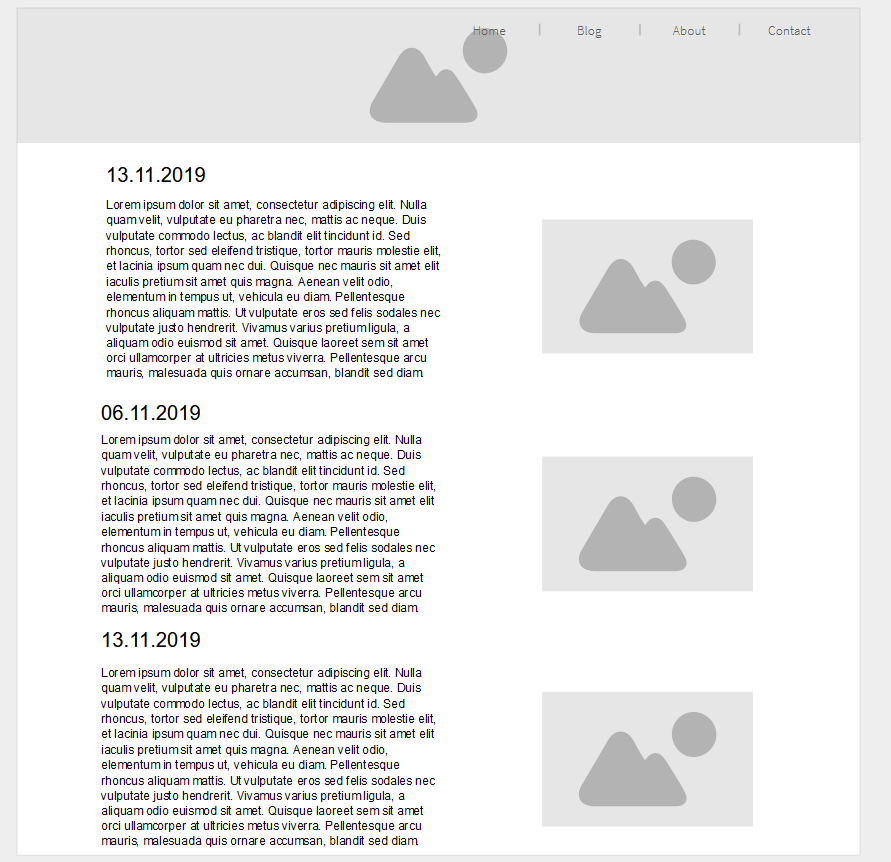 Home | Blog | About | Contact
13.11.2019
Lorem ipsum dolor sit amet, consectetur adipiscing elit. Nulla
quam velit, vulputate eu pharetra nec, mattis ac neque. Duis
vulputate commodo lectus, ac blandit elit tincidunt id. Sed
rhoncus, tortor sed eleifend tristique, tortor mauris molestie elit,
et lacinia ipsum quam nec dui. Quisque nec mauris sit amet elit
iaculis pretium sit amet quis magna. Aenean velit odio,
elementum in tempus ut, vehicula eu diam. Pellentesque
rhoncus aliquam mattis. Ut vulputate eros sed felis sodales nec
vulputate justo hendrerit. Vivamus varius pretium ligula, a
aliquam odio euismod sit amet. Quisque laoreet sem sit amet
orci ullamcorper at ultricies metus viverra. Pellentesque arcu
mauris, malesuada quis ornare accumsan, blandit sed diam.
06.11.2019
Lorem ipsum dolor sit amet, consectetur adipiscing elit. Nulla
quam velit, vulputate eu pharetra nec, mattis ac neque. Duis
vulputate commodo lectus, ac blandit elit tincidunt id. Sed
rhoncus, tortor sed eleifend tristique, tortor mauris molestie elit,
et lacinia ipsum quam nec dui. Quisque nec mauris sit amet elit
iaculis pretium sit amet quis magna. Aenean velit odio,
elementum in tempus ut, vehicula eu diam. Pellentesque
rhoncus aliquam mattis. Ut vulputate eros sed felis sodales nec
vulputate justo hendrerit. Vivamus varius pretium ligula, a
aliquam odio euismod sit amet. Quisque laoreet sem sit amet
orci ullamcorper at ultricies metus viverra. Pellentesque arcu
mauris, malesuada quis ornare accumsan, blandit sed diam.
13.11.2019
Lorem ipsum dolor sit amet, consectetur adipiscing elit. Nulla
quam velit, vulputate eu pharetra nec, mattis ac neque. Duis
vulputate commodo lectus, ac blandit elit tincidunt id. Sed
rhoncus, tortor sed eleifend tristique, tortor mauris molestie elit,
et lacinia ipsum quam nec dui. Quisque nec mauris sit amet elit
iaculis pretium sit amet quis magna. Aenean velit odio,
elementum in tempus ut, vehicula eu diam. Pellentesque
rhoncus aliquam mattis. Ut vulputate eros sed felis sodales nec
vulputate justo hendrerit. Vivamus varius pretium ligula, a
aliquam odio euismod sit amet. Quisque laoreet sem sit amet
orci ullamcorper at ultricies metus viverra. Pellentesque arcu
mauris, malesuada quis ornare accumsan, blandit sed diam.